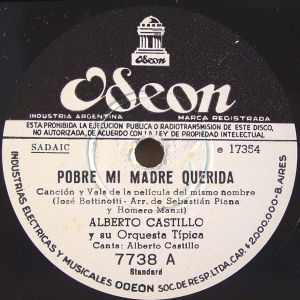 Odeon
Odeon
INDUSTRIA ARGENTINA
MARCA REGISTRADA
ESTA PROHIBIDA LA EJECUCION PUBLICA O RADIOTRANSMISION DE ESTE DISCO,
NO AUTORIZADA, DE ACUERDO CON LA LEY DE PROPIEDAD INTELECTUAL
SADAIC
e 17354
POBRE MI MADRE QUERIDA
Canción y Vals de la película del mismo nombre
(José Bettinotti - Arr. de Sebastián Piana
y Homero Manzi)
ALBERTO CASTILLO
y su Orquesta Típica
Canta: Alberto Castillo
7738 A
Standard
INDUSTRIAS ELECTRICAS Y MUSICALES ODEON SOC. DE RESP. LTDA. CAP. $ 2.000.000 - B. AIRES